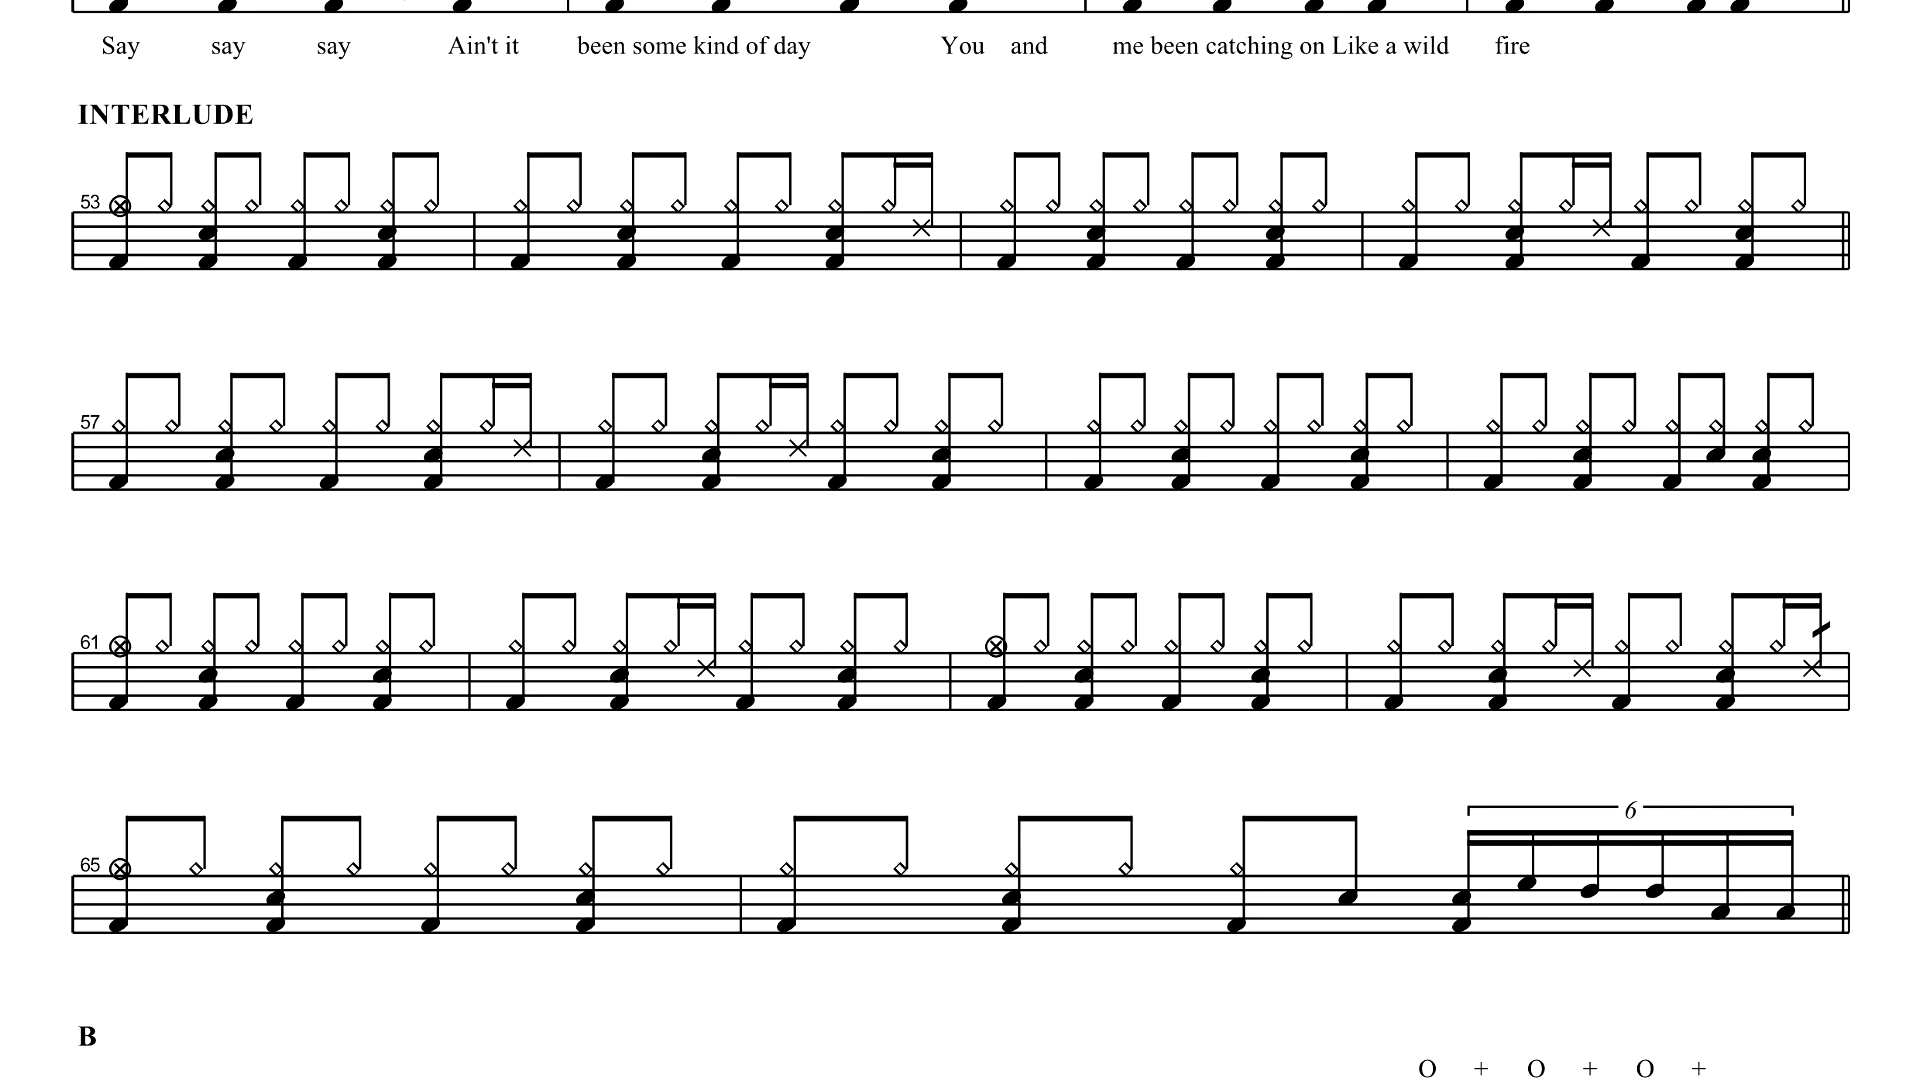 Say say say Ain't it been some kind of day You and me been catching on Like a wild fire
INTERLUDE
53
57
61
6
65
B
O + O + O +